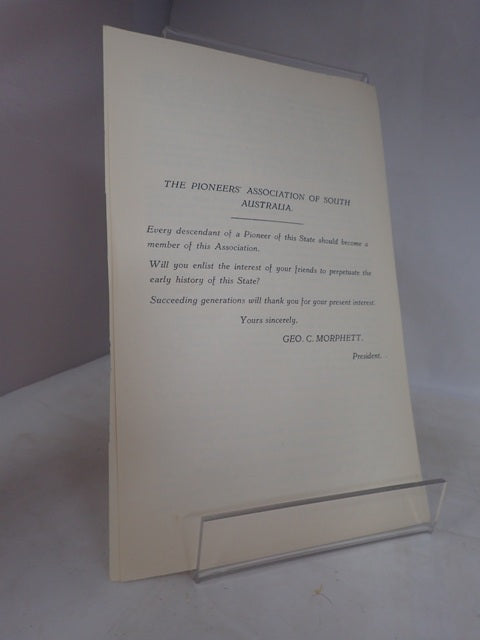 THE PIONEERS' ASSOCIATION OF SOUTH
AUSTRALIA.
Every descendant of a Pioneer of this State should become a
member of this Association.
Will you enlist the interest of your friends to perpetuate the
early history of this State?
Succeeding generations will thank you for your present interest.
Yours sincerely,
GEO. C. MORPHETT,
President.